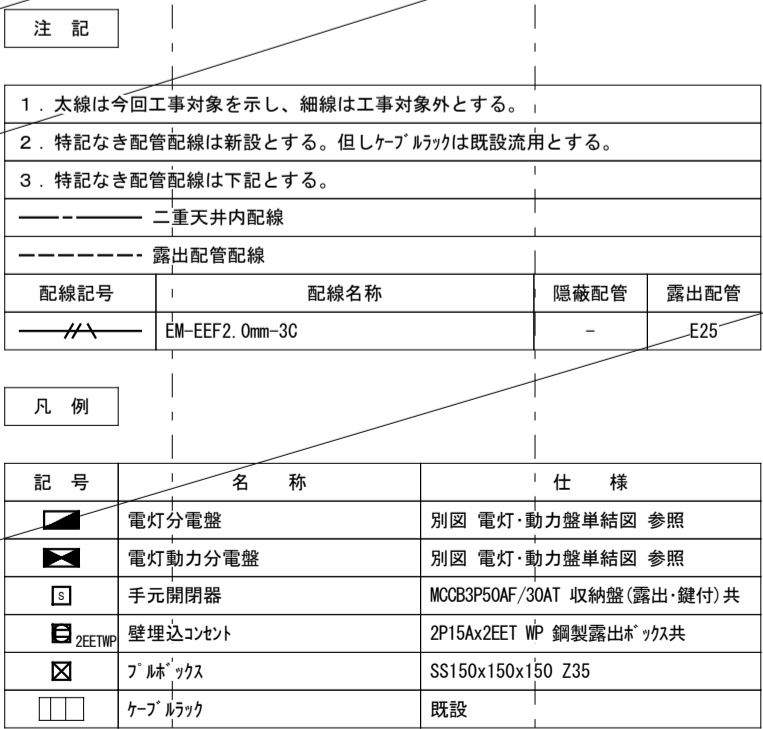 注 記
1．太線は今回工事対象を示し、細線は工事対象外とする。
2．特記なき配管配線は新設とする。但しｹｰﾌﾞﾙﾗｯｸは既設流用とする。
3．特記なき配管配線は下記とする。
二重天井内配線
露出配管配線
配線記号 配線名称 隠蔽配管 露出配管
EM-EEF2.0mm-3C － E25
凡 例
記 号 名 称 仕 様
電灯分電盤 別図 電灯･動力盤単結図 参照
電灯動力分電盤 別図 電灯･動力盤単結図 参照
S 手元開閉器 MCCB3P50AF/30AT 収納盤(露出･鍵付)共
2EETWP 壁埋込ｺﾝｾﾝﾄ 2P15Ax2EET WP 鋼製露出ﾎﾞｯｸｽ共
ﾌﾟﾙﾎﾞｯｸｽ SS150x150x150 Z35
ｹｰﾌﾞﾙﾗｯｸ 既設